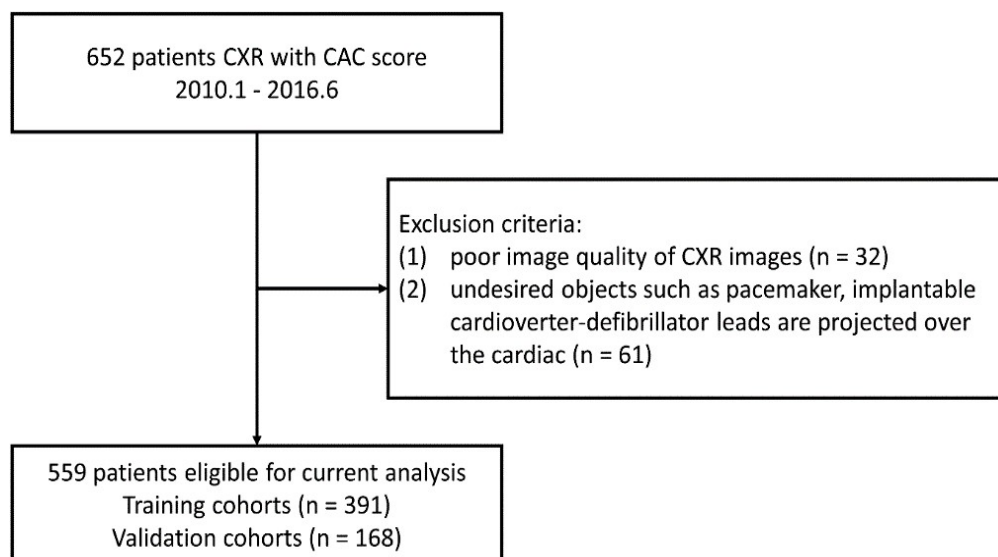 652 patients CXR with CAC score
2010.1 - 2016.6
Exclusion criteria:
(1) poor image quality of CXR images (n = 32)
(2) undesired objects such as pacemaker, implantable
cardioverter-defibrillator leads are projected over
the cardiac (n = 61)
559 patients eligible for current analysis
Training cohorts (n = 391)
Validation cohorts (n = 168)